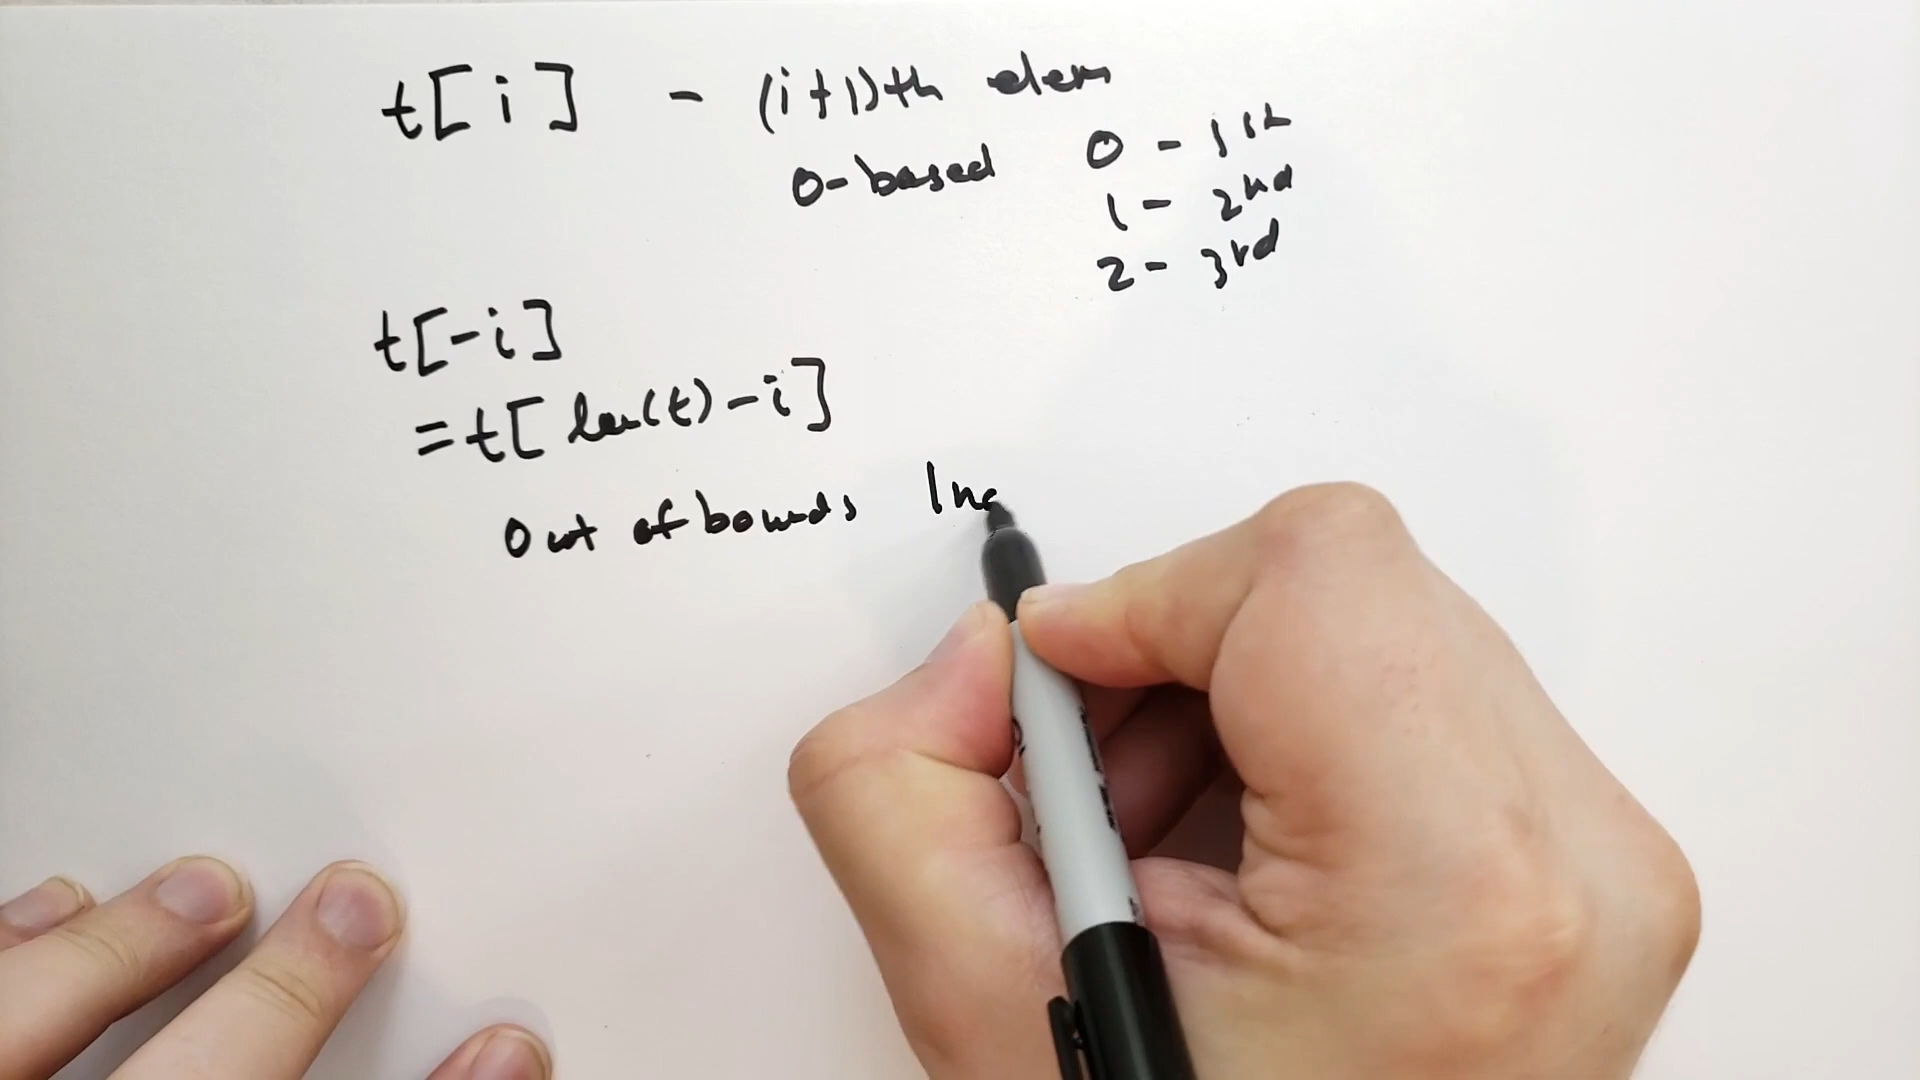 t[i] - (i+1)th elem
0-based 0 - 1st
1 - 2nd
2 - 3rd
t[-i]
=t[len(t)-i]
Out of bounds